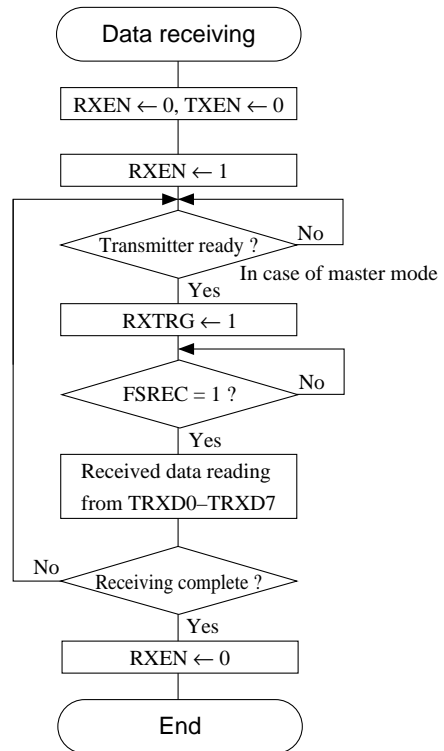 Data receiving
RXEN ← 0, TXEN ← 0
RXEN ← 1
Transmitter ready ?
No
In case of master mode
Yes
RXTRG ← 1
FSREC = 1 ?
No
Yes
Received data reading
from TRXD0–TRXD7
No
Receiving complete ?
Yes
RXEN ← 0
End